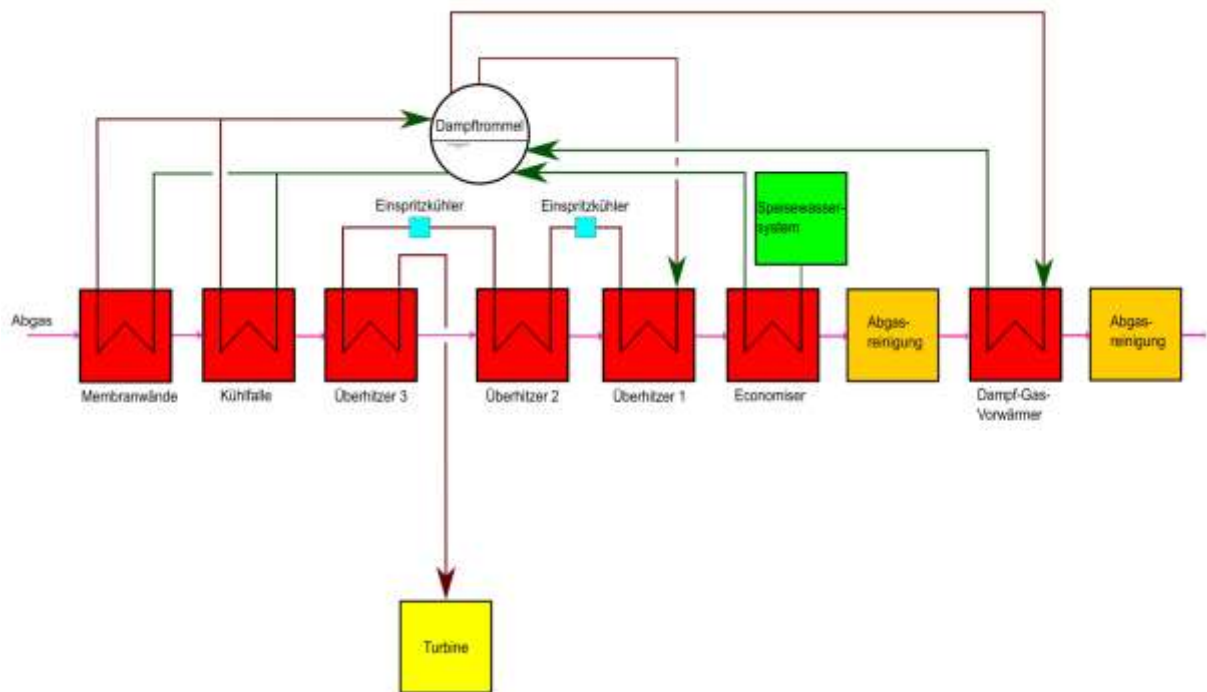 Dampftrommel
Einspritzkühler
Einspritzkühler
Speisewasser-
system
Abgas
Abgas-
reinigung
Abgas-
reinigung
Membranwände
Kühlfalle
Überhitzer 3
Überhitzer 2
Überhitzer 1
Economiser
Dampf-Gas-
Vorwärmer
Turbine